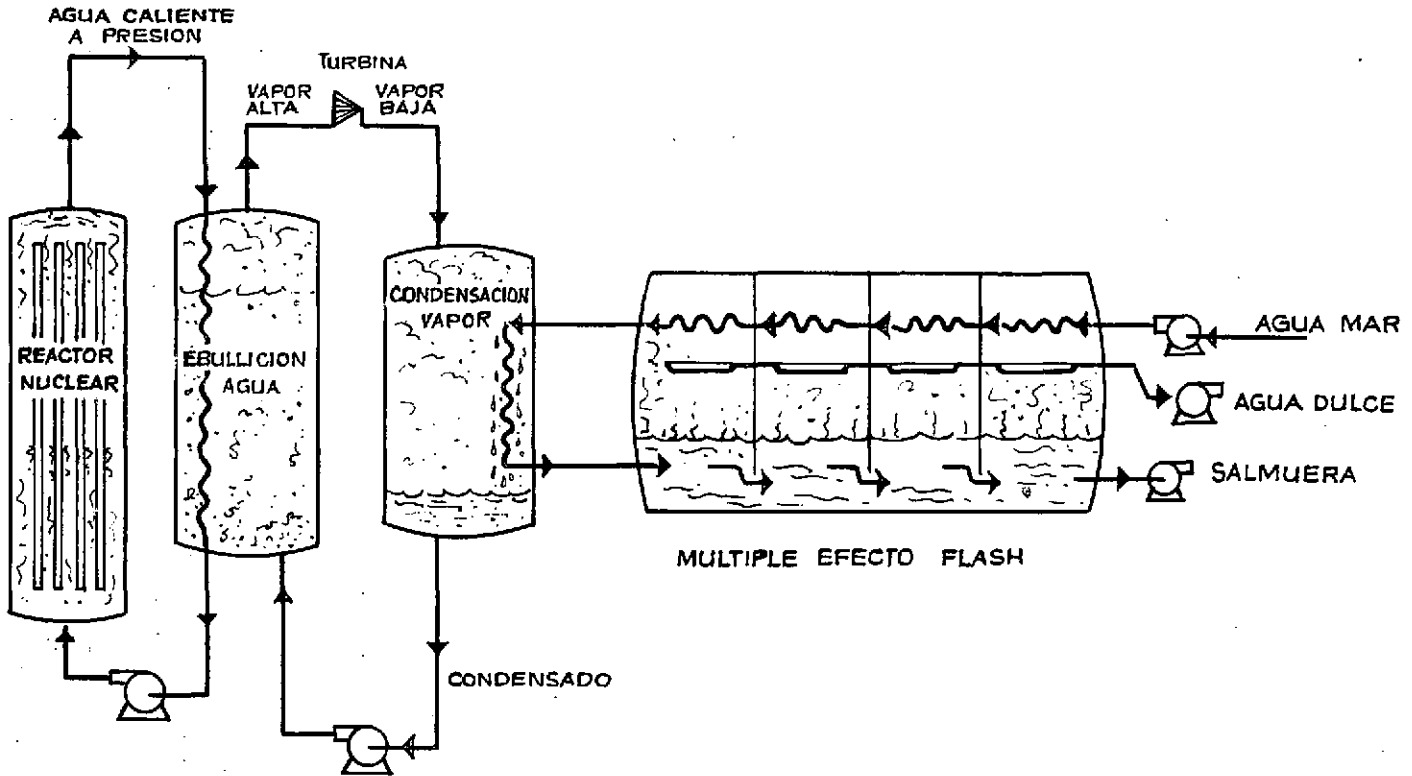 AGUA CALIENTE
A PRESION
TURBINA
VAPOR
ALTA
VAPOR
BAJA
REACTOR
NUCLEAR
EBULLICION
AGUA
CONDENSACION
VAPOR
AGUA MAR
AGUA DULCE
SALMUERA
MULTIPLE EFECTO FLASH
CONDENSADO